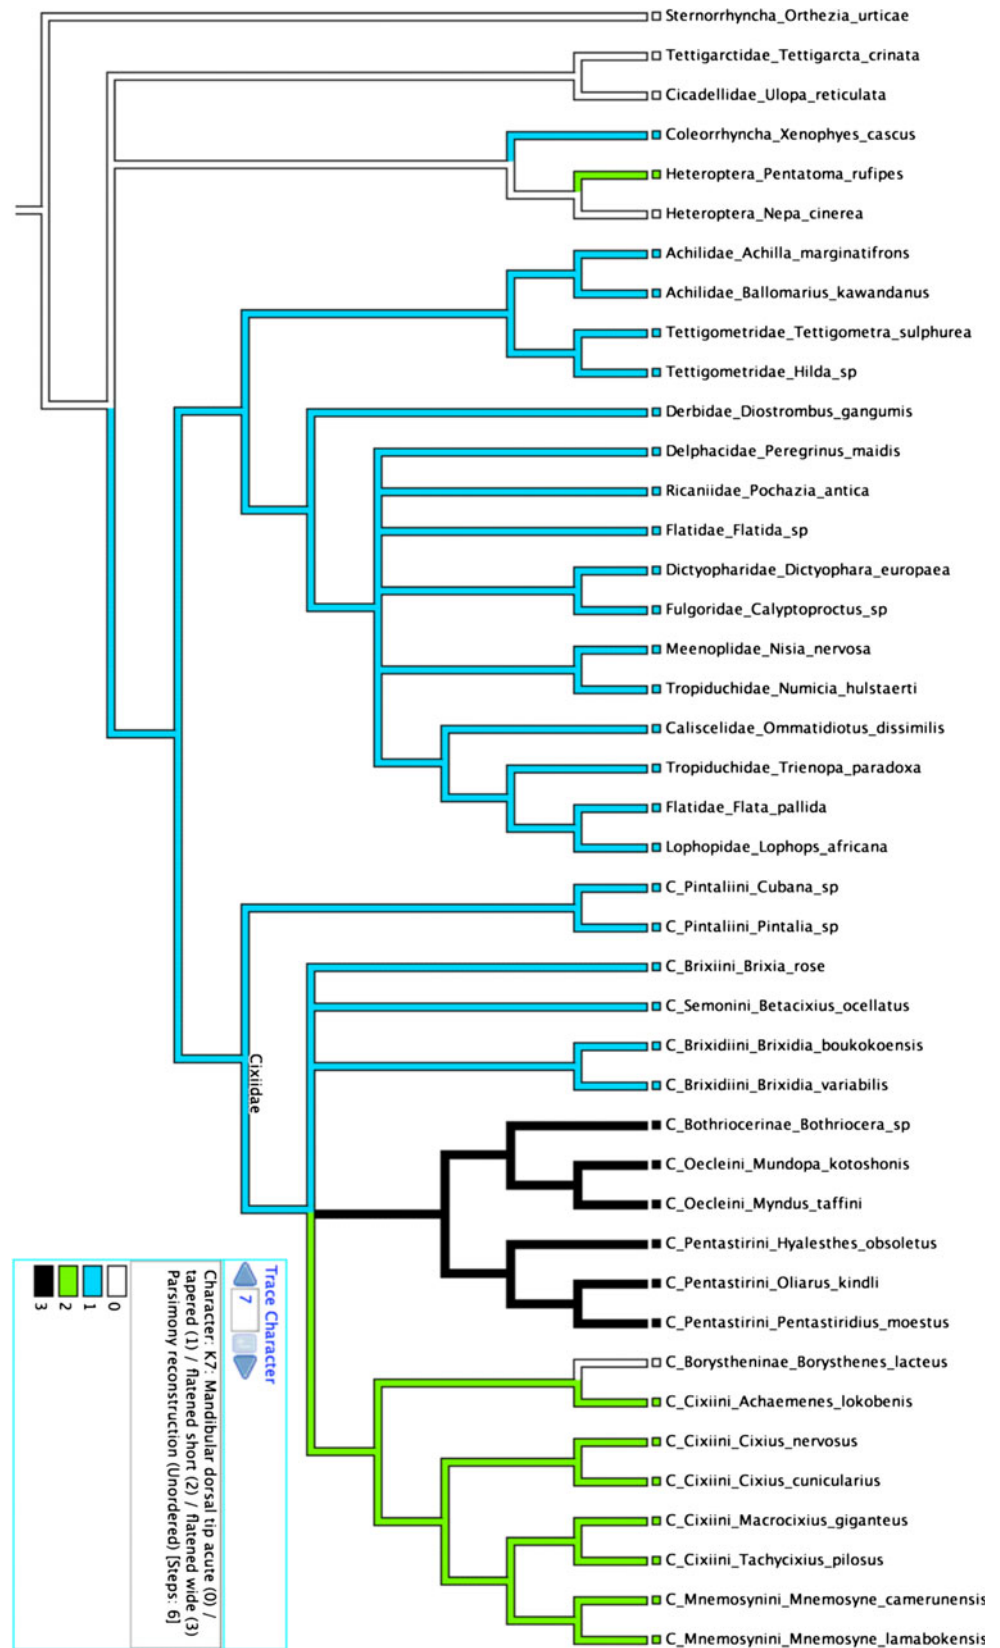 Sternorrhyncha_Orthezia_urticae
Tettigarctidae_Tettigarcta_crinata
Cicadellidae_Ulopa_reticulata
Coleorrhyncha_Xenophyes_cascus
Heteroptera_Pentatoma_rufipes
Heteroptera_Nepa_cinerea
Achilidae_Achilla_marginatifrons
Achilidae_Ballomarius_kawandanus
Tettigometridae_Tettigometra_sulphurea
Tettigometridae_Hilda_sp
Derbidae_Diostrombus_gangumis
Delphacidae_Peregrinus_maidis
Ricaniidae_Pochazia_antica
Flatidae_Flatida_sp
Dictyopharidae_Dictyophara_europaea
Fulgoridae_Calyptoproctus_sp
Meenoplidae_Nisia_nervosa
Tropiduchidae_Numicia_hulstaerti
Caliscelidae_Ommatidiotus_dissimilis
Tropiduchidae_Trienopa_paradoxa
Flatidae_Flata_pallida
Lophopidae_Lophops_africana
C_Pintaliini_Cubana_sp
C_Pintaliini_Pintalia_sp
C_Brixiini_Brixia_rose
C_Semonini_Betacixius_ocellatus
C_Brixidiini_Brixidia_boukokoensis
C_Brixidiini_Brixidia_variabilis
C_Bothriocerinae_Bothriocera_sp
C_Oecleini_Mundopa_kotoshonis
C_Oecleini_Myndus_taffini
C_Pentastirini_Hyalesthes_obsoletus
C_Pentastirini_Oliarus_kindli
C_Pentastirini_Pentastiridius_moestus
C_Borystheninae_Borysthenes_lacteus
C_Cixiini_Achaemenes_lokobenis
C_Cixiini_Cixius_nervosus
C_Cixiini_Cixius_cunicularius
C_Cixiini_Macrocixius_giganteus
C_Cixiini_Tachycixius_pilosus
C_Mnemosynini_Mnemosyne_camerunensis
C_Mnemosynini_Mnemosyne_lamabokensis
Cixiidae
Trace Character
7
Character: K7: Mandibular dorsal tip acute (0) /
tapered (1) / flatened short (2) / flatened wide (3)
Parsimony reconstruction (Unordered) [Steps: 6]
0
1
2
3